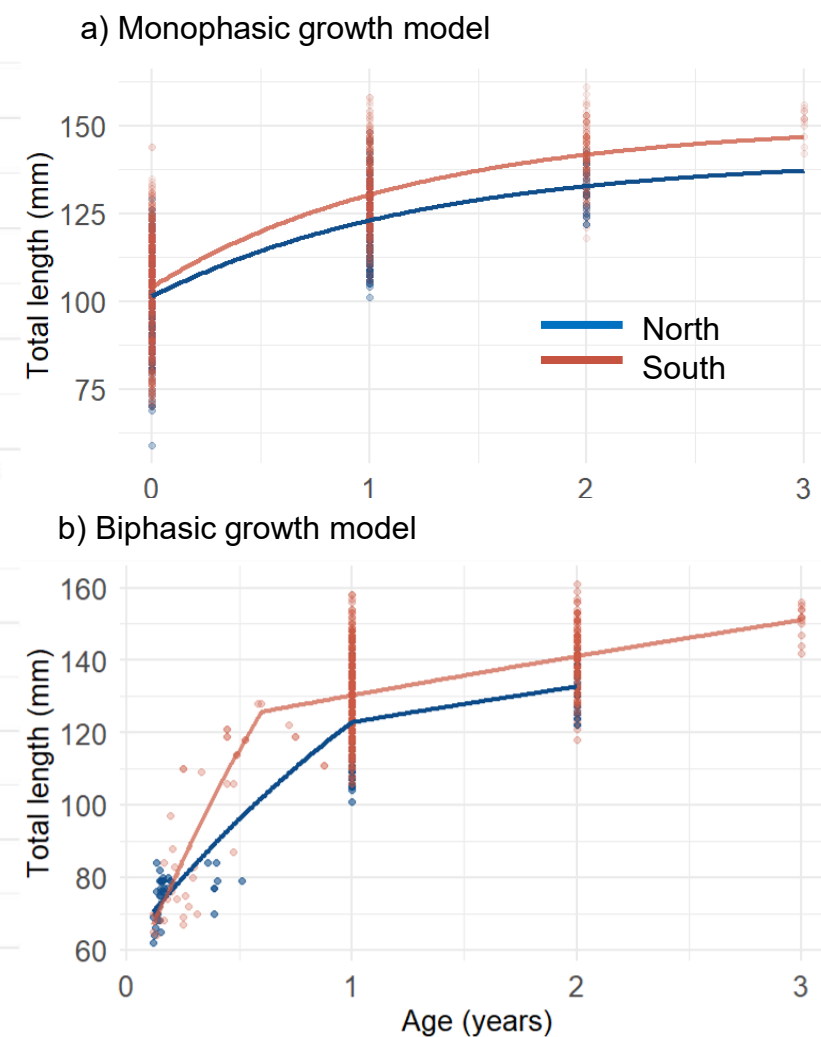 a) Monophasic growth model
150
125
100
75
Total length (mm)
North
South
0 1 2 3
b) Biphasic growth model
160
140
120
100
80
60
Total length (mm)
0 1 2 3
Age (years)